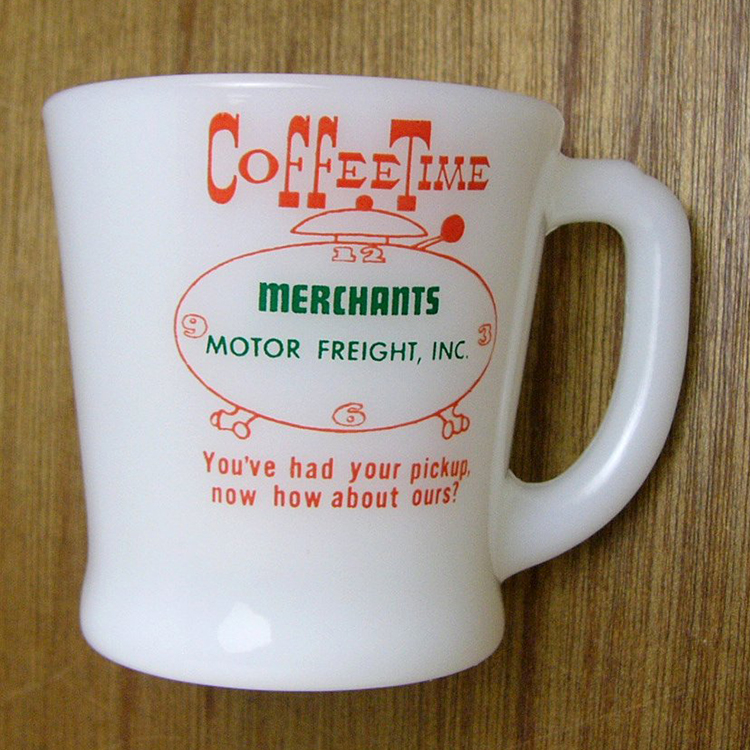 COFFEETIME
12
MERCHANTS
9
3
MOTOR FREIGHT, INC.
6
You've had your pickup,
now how about ours?